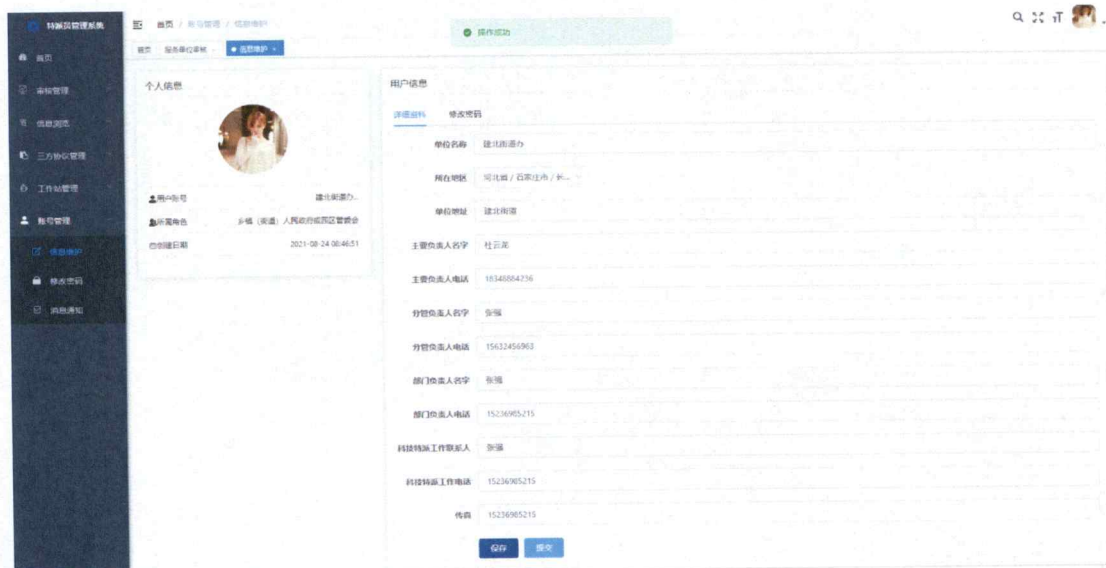 特派员管理系统
首页 / 账号管理 / 信息维护
操作成功
首页
服务单位审核
信息维护
首页
审核管理
信息浏览
三方协议管理
工作站管理
账号管理
信息维护
修改密码
消息通知
个人信息
用户账号 建北街道办...
所属角色 乡镇（街道）人民政府或园区管委会
创建日期 2021-08-24 08:46:51
用户信息
详细资料 修改密码
单位名称 建北街道办
所在地区 河北省 / 石家庄市 / 长...
单位地址 建北街道
主要负责人名字 杜云龙
主要负责人电话 18348884236
分管负责人名字 张强
分管负责人电话 15632456963
部门负责人名字 张强
部门负责人电话 15236985215
科技特派工作联系人 张强
科技特派工作电话 15236985215
传真 15236985215
保存 提交